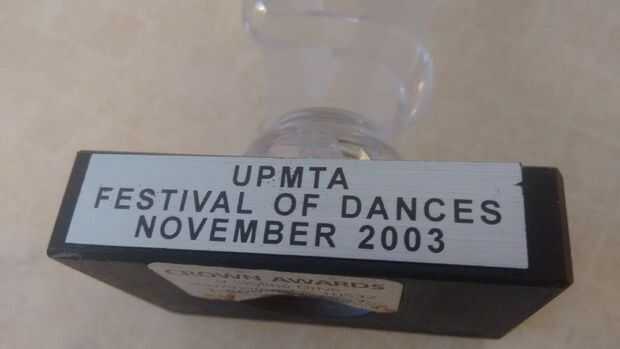 UPMTA
FESTIVAL OF DANCES
NOVEMBER 2003
CROWN AWARDS